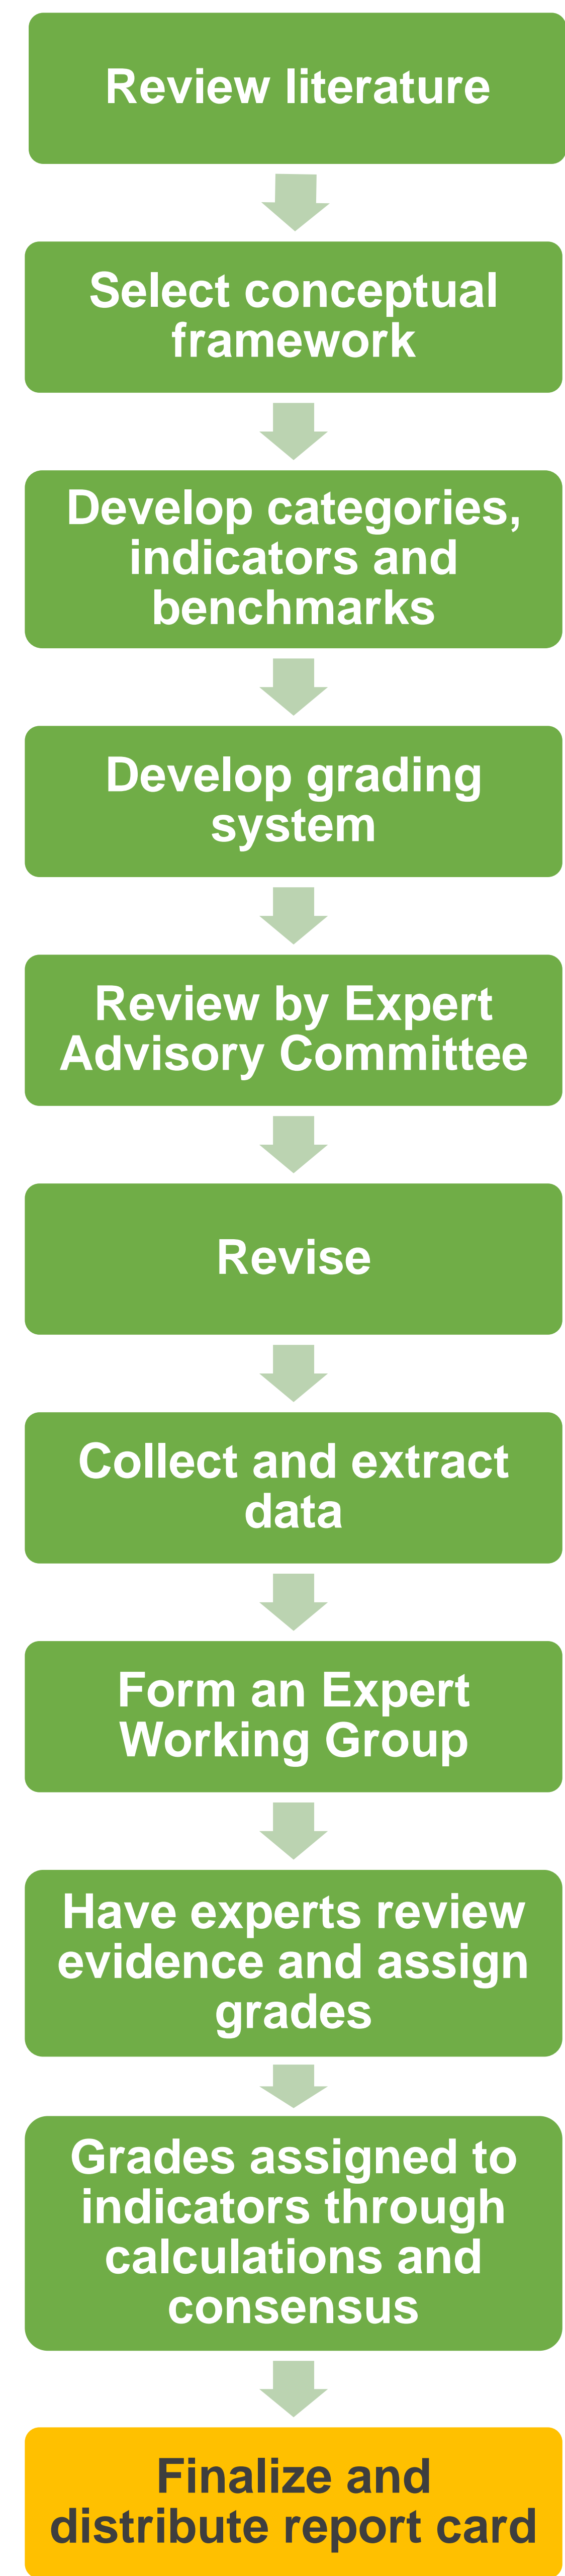 Review literature
Select conceptual
framework
Develop categories,
indicators and
benchmarks
Develop grading
system
Review by Expert
Advisory Committee
Revise
Collect and extract
data
Form an Expert
Working Group
Have experts review
evidence and assign
grades
Grades assigned to
indicators through
calculations and
consensus
Finalize and
distribute report card